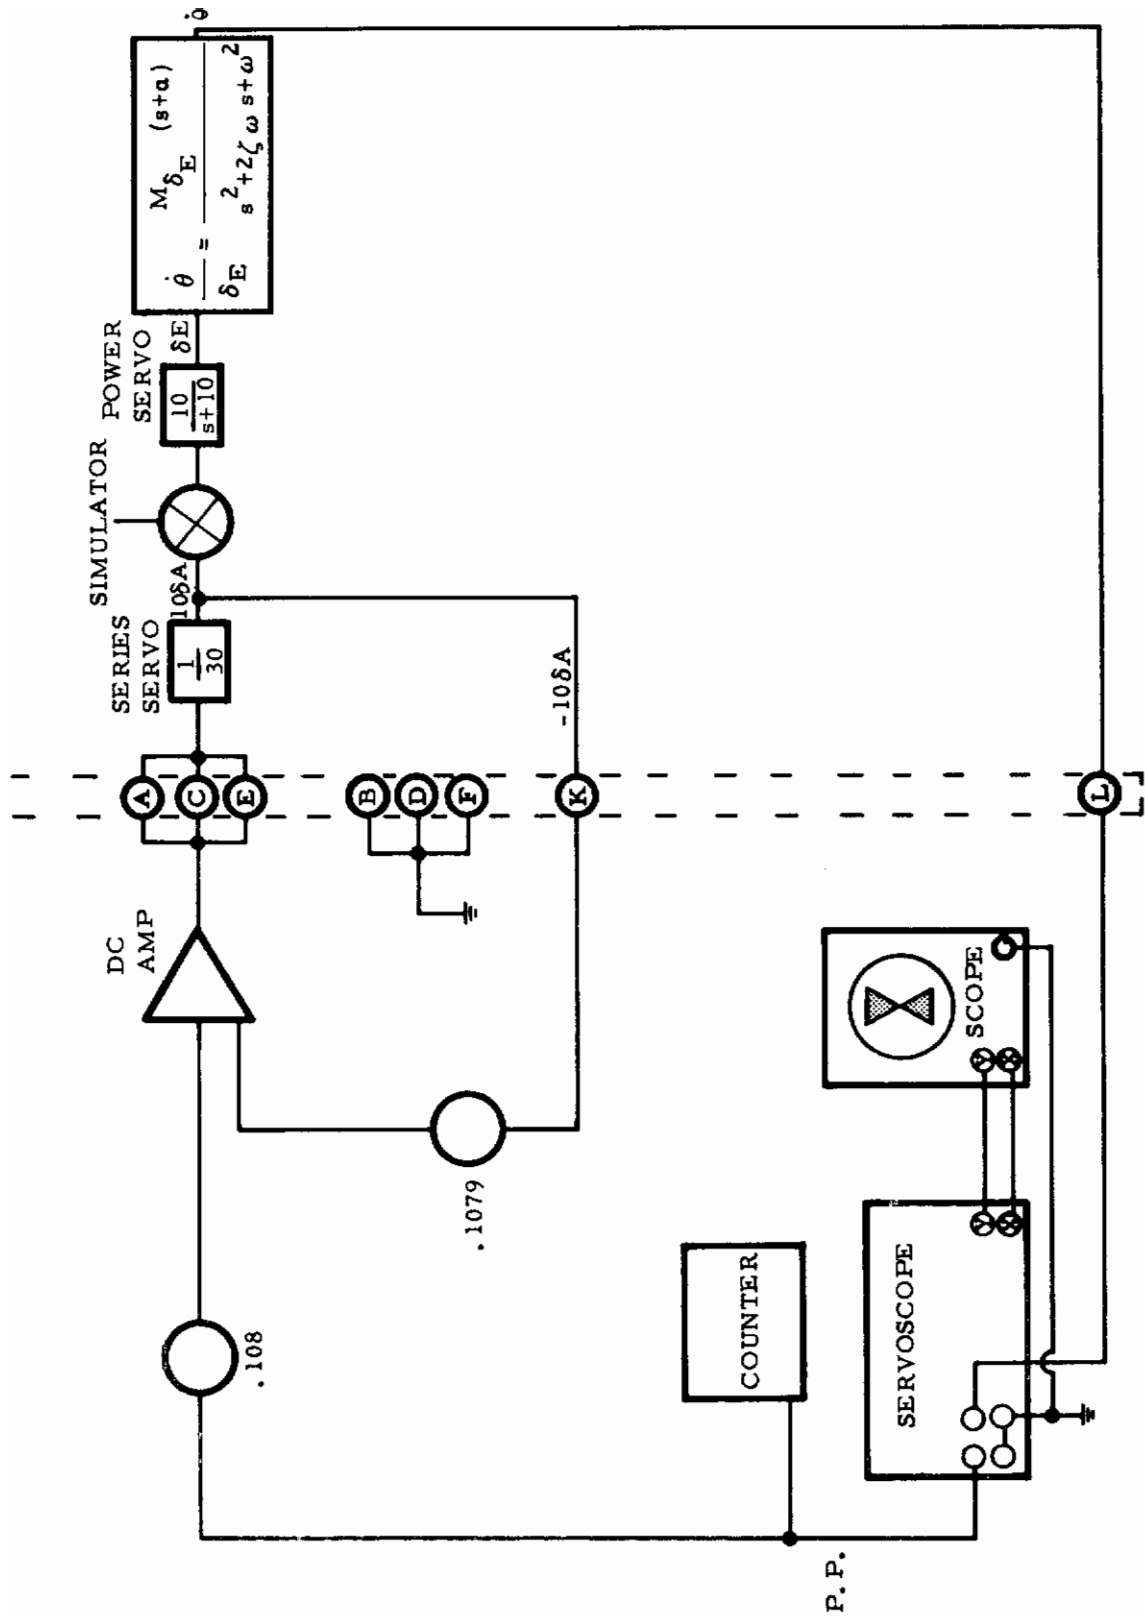 SIMULATOR
SERIES
SERVO
POWER
SERVO
DC
AMP
.108
A
C
E
1
30
10δA
10
s+10
δE
θ̇
δE
=
MδE (s+a)
s²+2ζω s+ω²
θ̇
B
D
F
.1079
K
-10δA
COUNTER
P.P.
SERVOSCOPE
Y
X
SCOPE
Y
X
L